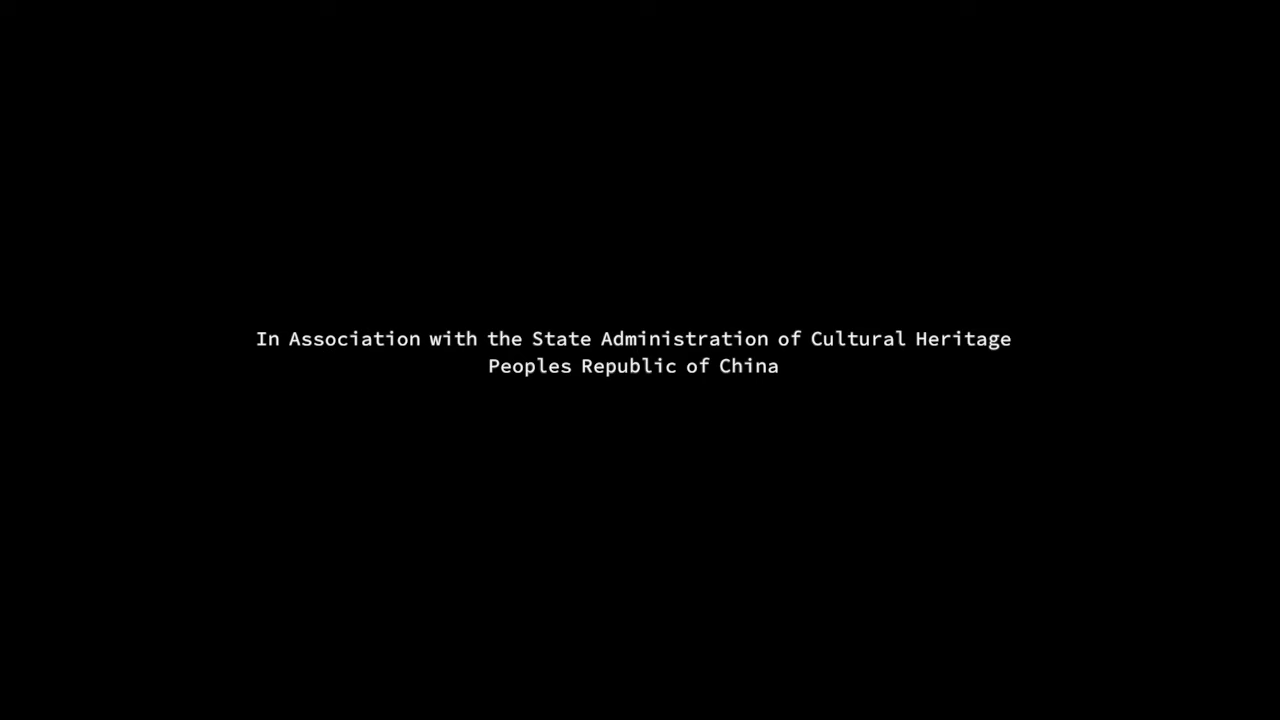 In Association with the State Administration of Cultural Heritage
Peoples Republic of China